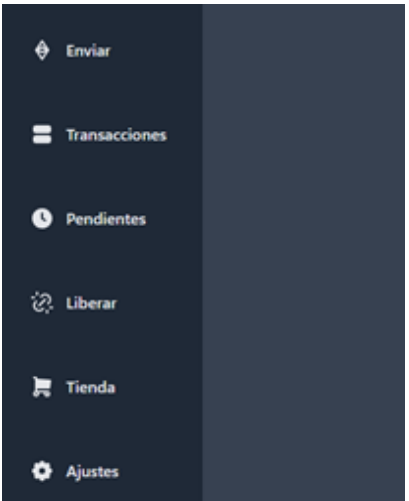 Enviar
Transacciones
Pendientes
Liberar
Tienda
Ajustes